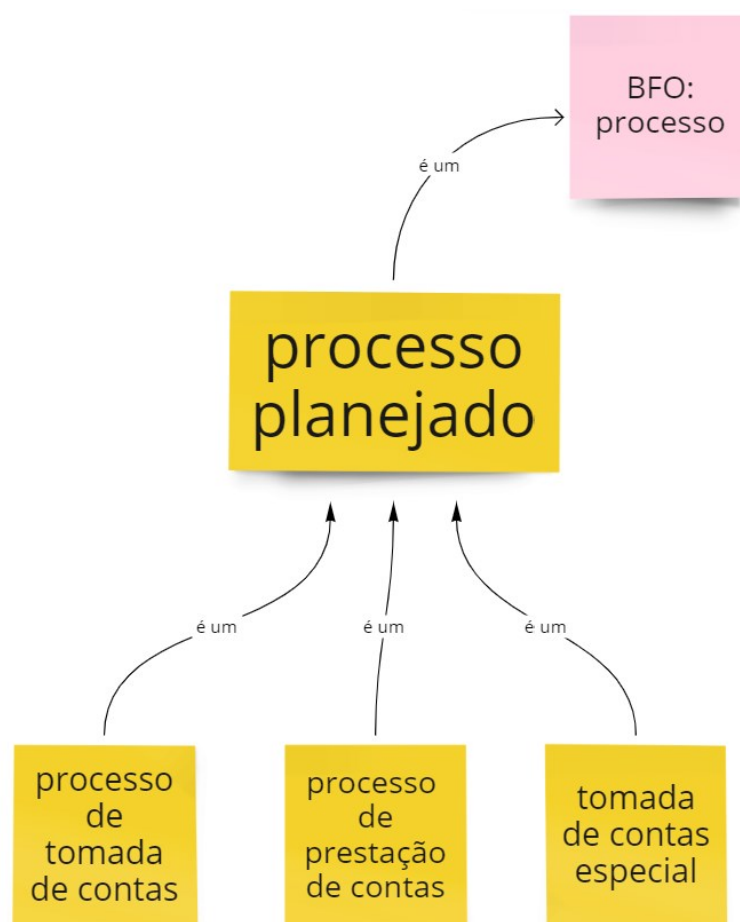 BFO:
processo
é um
processo
planejado
é um
é um
é um
processo
de
tomada
de contas
processo
de
prestação
de contas
tomada
de contas
especial